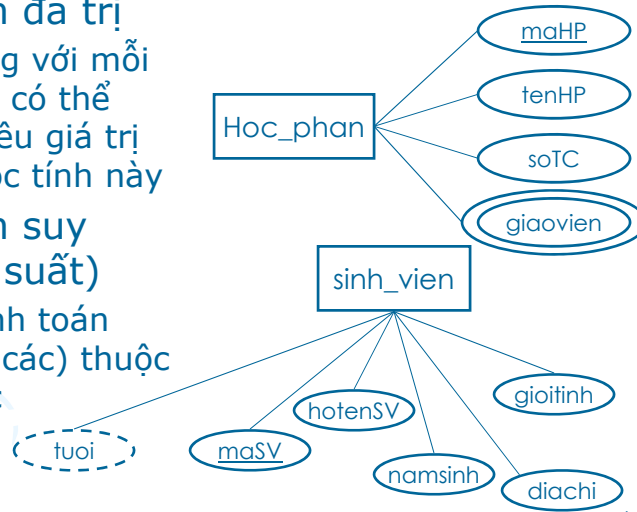 đa trị
g với mỗi
có thể
êu giá trị
ộc tính này
suy
suất)
nh toán
các) thuộc
Hoc_phan
maHP
tenHP
soTC
giaovien
sinh_vien
tuoi
maSV
hotenSV
namsinh
gioitinh
diachi